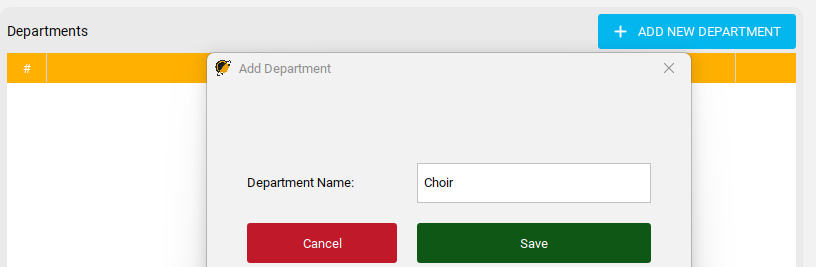 Departments
+ ADD NEW DEPARTMENT
#
Add Department
Department Name:
Choir
Cancel
Save